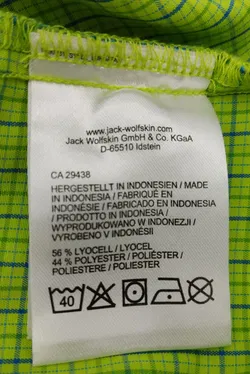 www.jack-wolfskin.com
Jack Wolfskin GmbH & Co. KGaA
D-65510 Idstein
CA 29438
HERGESTELLT IN INDONESIEN / MADE
IN INDONESIA / FABRIQUÉ EN
INDONÉSIE / FABRICADO EN INDONESIA
/ PRODOTTO IN INDONESIA /
WYPRODUKOWANO W INDONEZJI /
VYROBENO V INDONÉSII
56 % LYOCELL / LYOCEL
44 % POLYESTER / POLIÉSTER /
POLIESTERE / POLIESTER
40